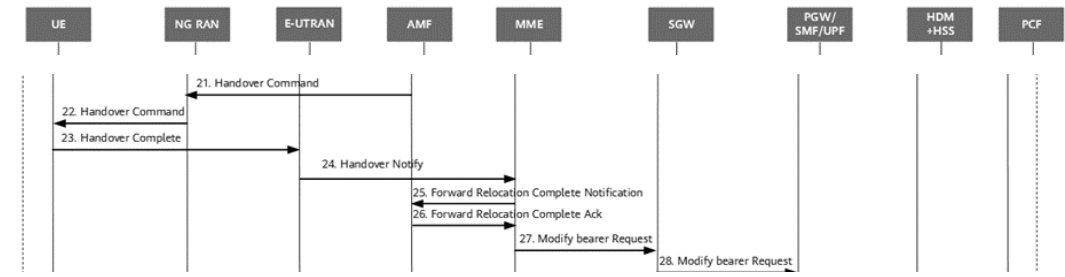 UE
NG RAN
E-UTRAN
AMF
MME
SGW
PGW/
SMF/UPF
HDM
+HSS
PCF
21. Handover Command
22. Handover Command
23. Handover Complete
24. Handover Notify
25. Forward Relocation Complete Notification
26. Forward Relocation Complete Ack
27. Modify bearer Request
28. Modify bearer Request